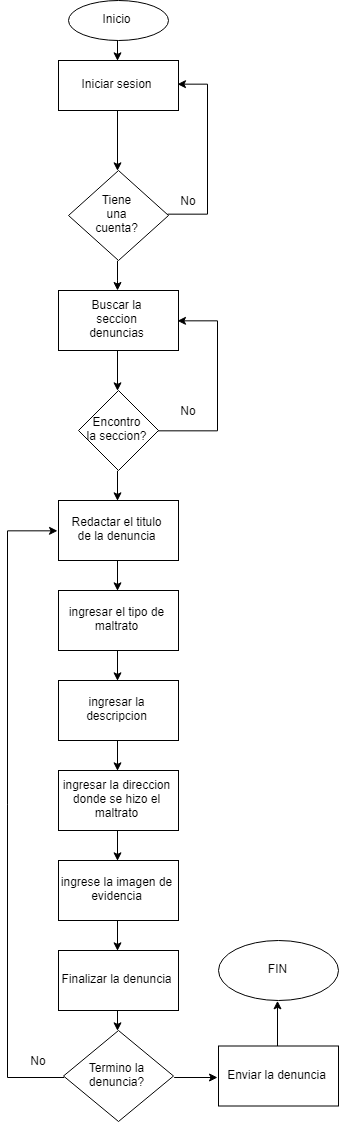 Inicio
Iniciar sesion
Tiene
una
cuenta?
No
Buscar la
seccion
denuncias
No
Encontro
la seccion?
Redactar el titulo
de la denuncia
ingresar el tipo de
maltrato
ingresar la
descripcion
ingresar la direccion
donde se hizo el
maltrato
ingrese la imagen de
evidencia
Finalizar la denuncia
FIN
No
Termino la
denuncia?
Enviar la denuncia